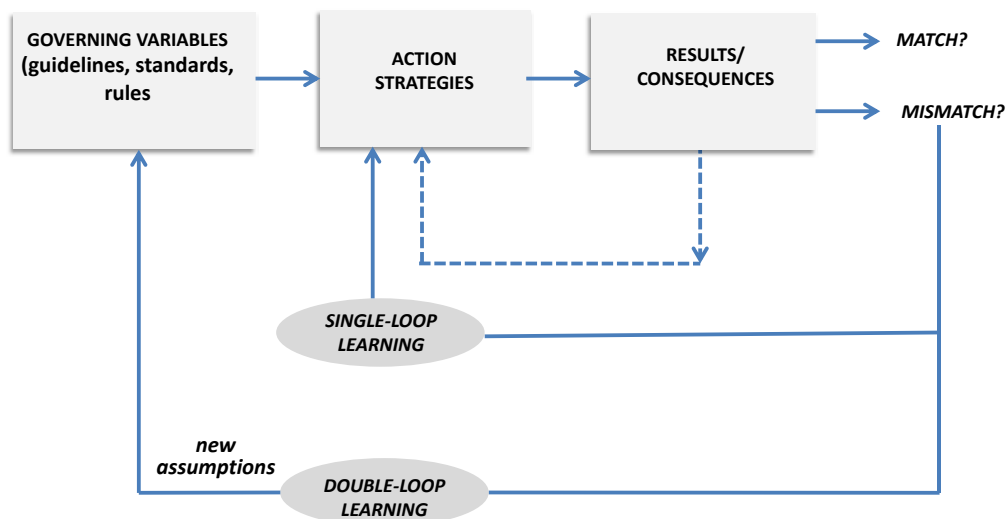 GOVERNING VARIABLES
(guidelines, standards,
rules
ACTION
STRATEGIES
RESULTS/
CONSEQUENCES
MATCH?
MISMATCH?
SINGLE-LOOP
LEARNING
new
assumptions
DOUBLE-LOOP
LEARNING